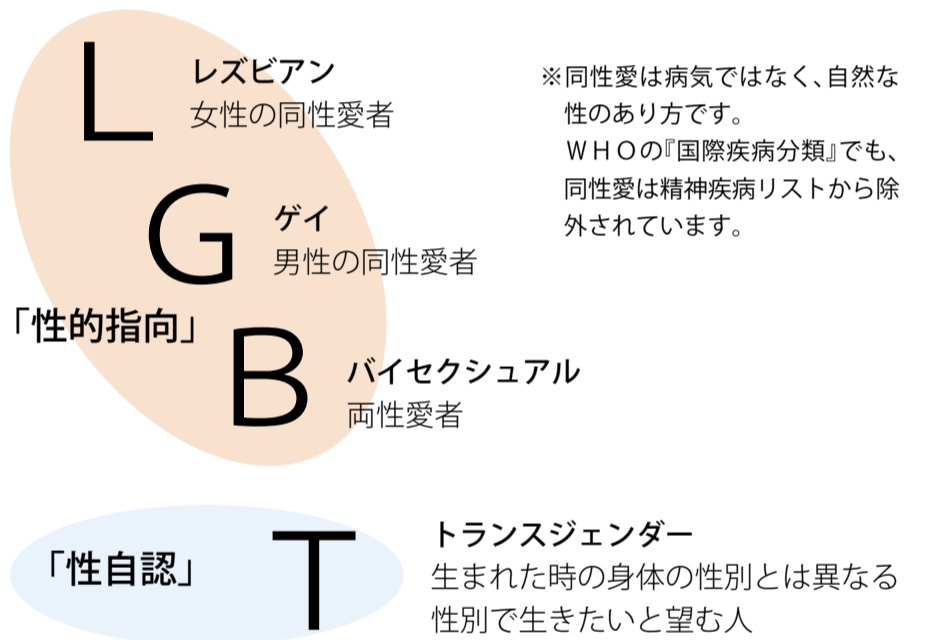 L
レズビアン
女性の同性愛者
※同性愛は病気ではなく、自然な
性のあり方です。
ＷＨＯの『国際疾病分類』でも、
同性愛は精神疾病リストから除
外されています。
G
ゲイ
男性の同性愛者
「性的指向」
B
バイセクシュアル
両性愛者
「性自認」
T
トランスジェンダー
生まれた時の身体の性別とは異なる
性別で生きたいと望む人